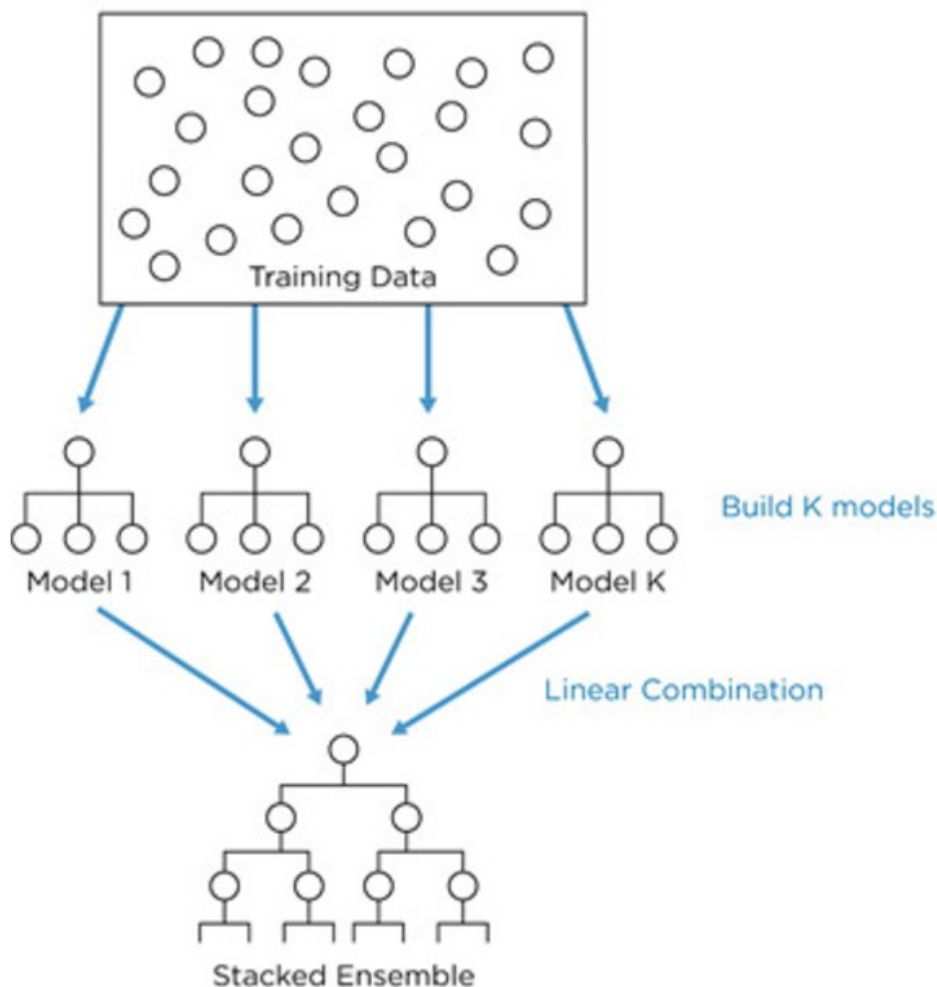 Training Data
Build K models
Model 1
Model 2
Model 3
Model K
Linear Combination
Stacked Ensemble